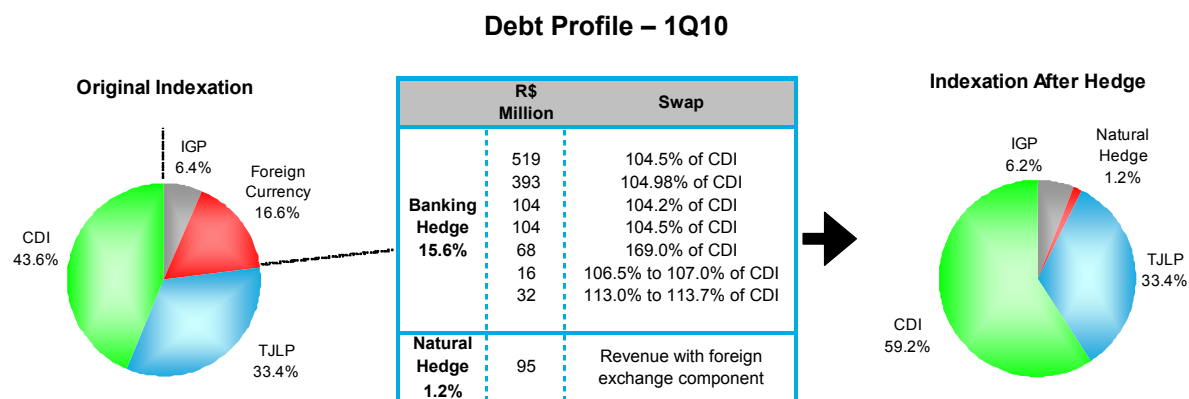 Debt Profile – 1Q10
Original Indexation
IGP
6.4%
Foreign
Currency
16.6%
CDI
43.6%
TJLP
33.4%
R$
Million
Swap
Banking
Hedge
15.6%
519 104.5% of CDI
393 104.98% of CDI
104 104.2% of CDI
104 104.5% of CDI
68 169.0% of CDI
16 106.5% to 107.0% of CDI
32 113.0% to 113.7% of CDI
Natural
Hedge
1.2%
95
Revenue with foreign
exchange component
Indexation After Hedge
IGP
6.2%
Natural
Hedge
1.2%
TJLP
33.4%
CDI
59.2%